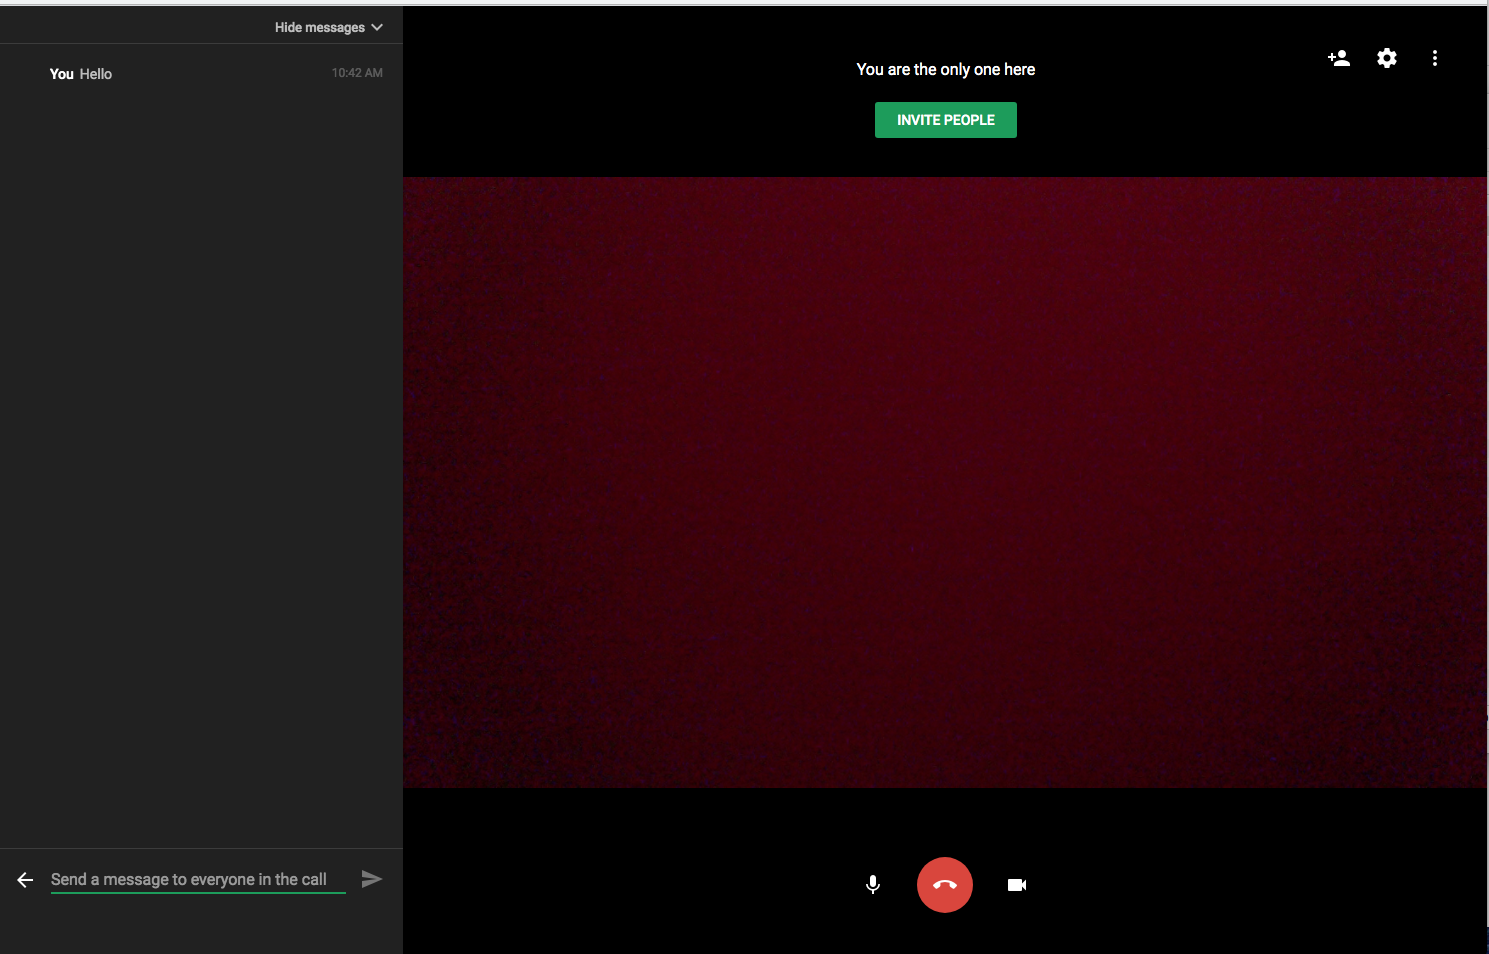 Hide messages
You Hello 10:42 AM
Send a message to everyone in the call
You are the only one here
INVITE PEOPLE